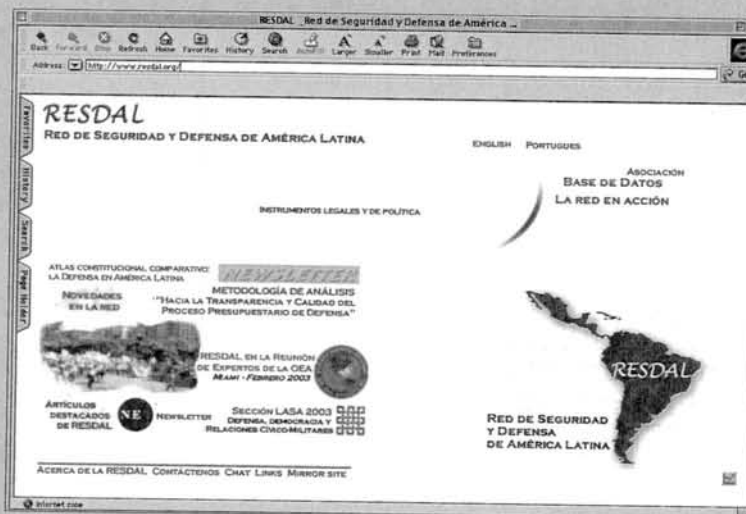 RESDAL _Red de Seguridad y Defensa de América ...
Back Forward Stop Refresh Home Favorites History Search AutoFill Larger Smaller Print Mail Preferences
Address: http://www.resdal.org/
Go
Favorites
History
Search
Page Holder
RESDAL
RED DE SEGURIDAD Y DEFENSA DE AMÉRICA LATINA
ENGLISH PORTUGUES
ASOCIACIÓN
BASE DE DATOS
LA RED EN ACCIÓN
INSTRUMENTOS LEGALES Y DE POLÍTICA
ATLAS CONSTITUCIONAL COMPARATIVO:
LA DEFENSA EN AMÉRICA LATINA
NEWSLETTER
NOVEDADES
EN LA RED
METODOLOGÍA DE ANÁLISIS
"HACIA LA TRANSPARENCIA Y CALIDAD DEL
PROCESO PRESUPUESTARIO DE DEFENSA"
RESDAL EN LA REUNIÓN
DE EXPERTOS DE LA OEA
MIAMI - FEBRERO 2003
RESDAL
ARTÍCULOS
DESTACADOS
DE RESDAL
NE
NEWSLETTER
SECCIÓN LASA 2003
DEFENSA, DEMOCRACIA Y
RELACIONES CÍVICO-MILITARES
RED DE SEGURIDAD
Y DEFENSA
DE AMÉRICA LATINA
ACERCA DE LA RESDAL CONTÁCTENOS CHAT LINKS MIRROR SITE
Internet zone